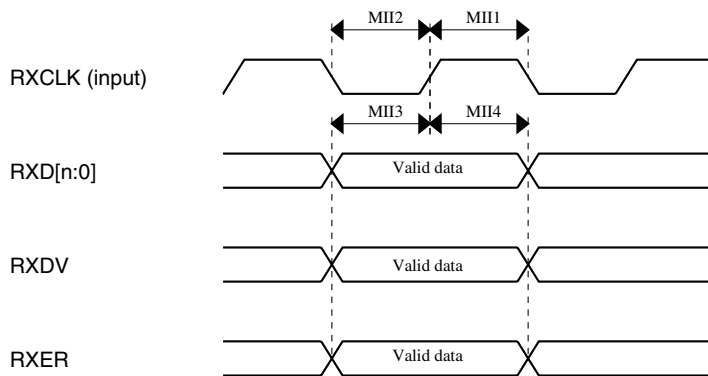 MII2 MII1
RXCLK (input)
MII3 MII4
RXD[n:0] Valid data
RXDV Valid data
RXER Valid data